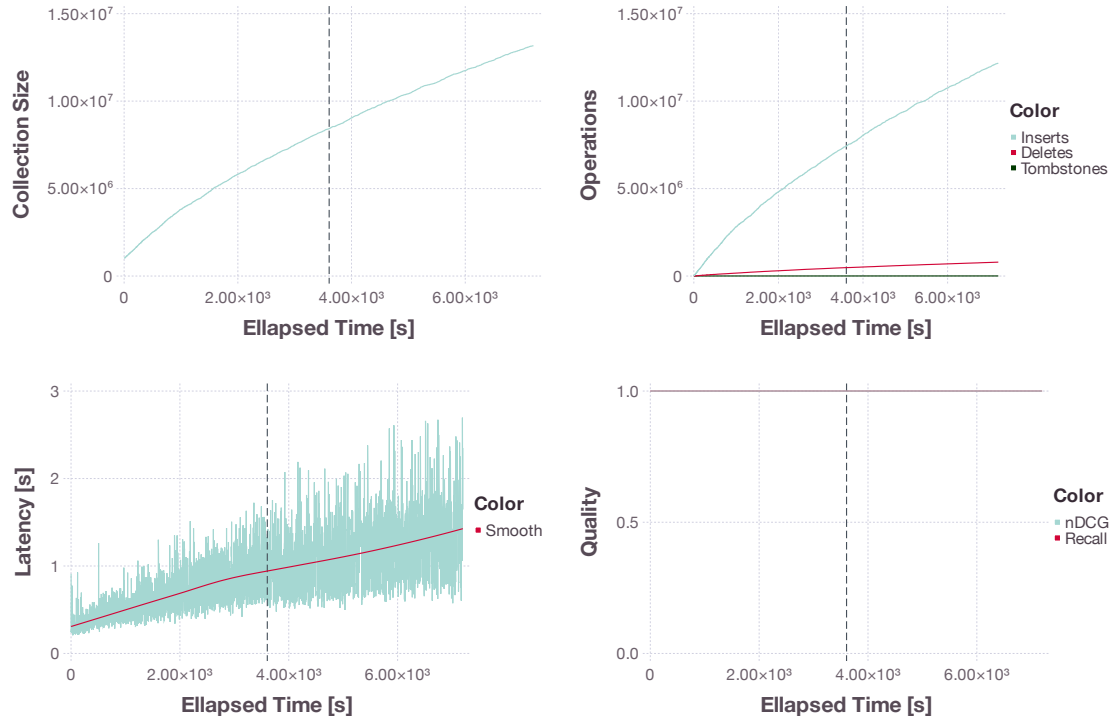 1.50×10⁷
1.00×10⁷
5.00×10⁶
0
Collection Size
0
2.00×10³
4.00×10³
6.00×10³
Ellapsed Time [s]
1.50×10⁷
1.00×10⁷
5.00×10⁶
0
Operations
0
2.00×10³
4.00×10³
6.00×10³
Ellapsed Time [s]
Color
Inserts
Deletes
Tombstones
3
2
1
0
Latency [s]
0
2.00×10³
4.00×10³
6.00×10³
Ellapsed Time [s]
Color
Smooth
1.0
0.5
0.0
Quality
0
2.00×10³
4.00×10³
6.00×10³
Ellapsed Time [s]
Color
nDCG
Recall